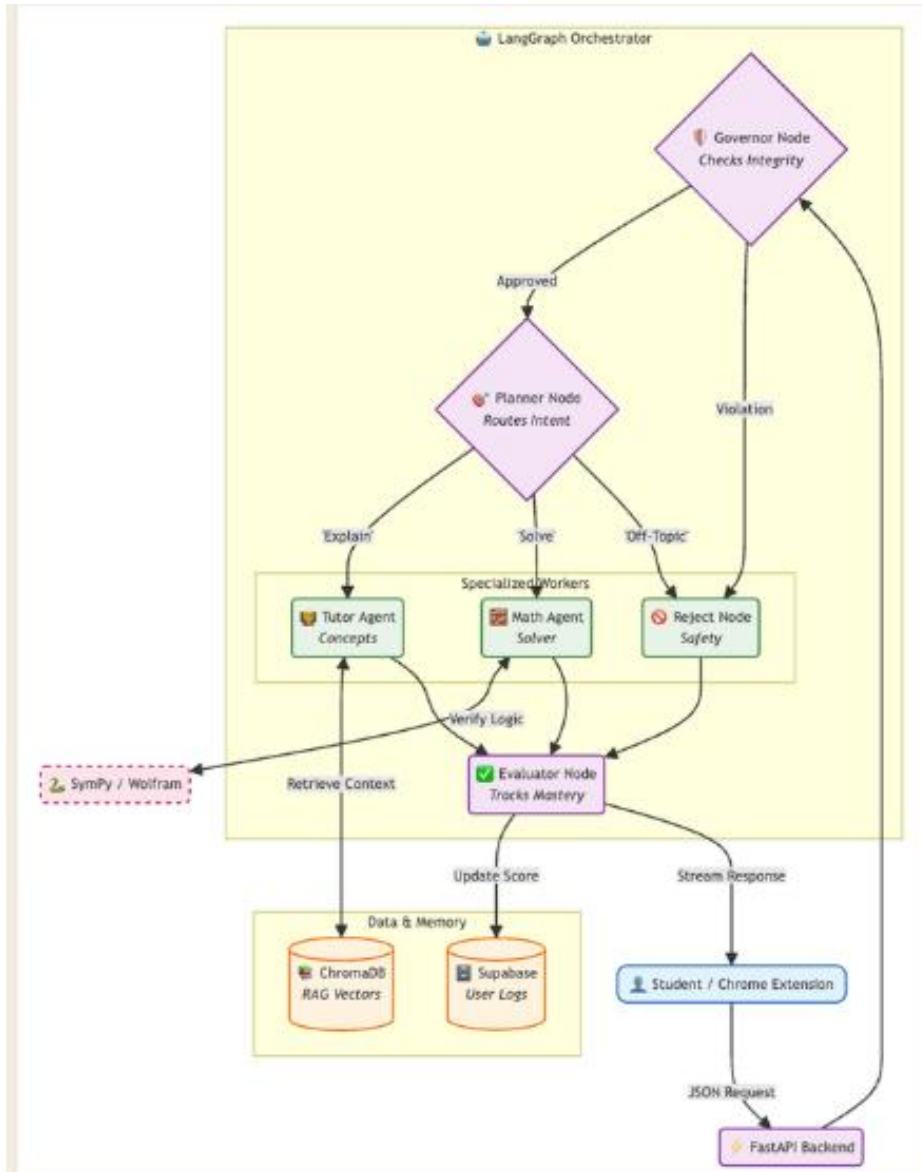 LangGraph Orchestrator
Governor Node
Checks Integrity
Approved
Planner Node
Routes Intent
Violation
'Explain'
'Solve'
'Off-Topic'
Specialized Workers
Tutor Agent
Concepts
Math Agent
Solver
Reject Node
Safety
Verify Logic
SymPy / Wolfram
Retrieve Context
Evaluator Node
Tracks Mastery
Update Score
Stream Response
Data & Memory
ChromaDB
RAG Vectors
Supabase
User Logs
Student / Chrome Extension
JSON Request
FastAPI Backend